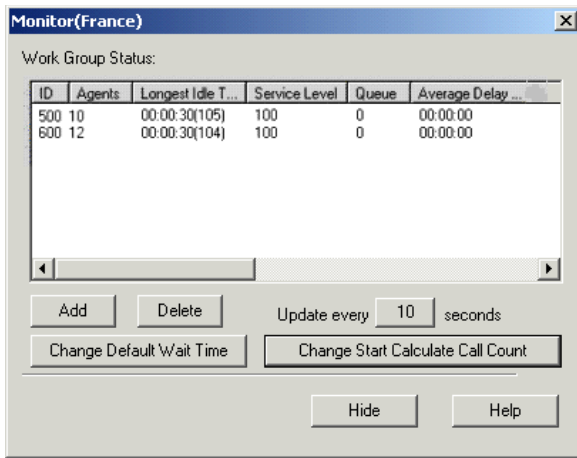 Monitor(France)
Work Group Status:
ID Agents Longest Idle T... Service Level Queue Average Delay ...
500 10 00:00:30(105) 100 0 00:00:00
600 12 00:00:30(104) 100 0 00:00:00
Add Delete Update every 10 seconds
Change Default Wait Time Change Start Calculate Call Count
Hide Help